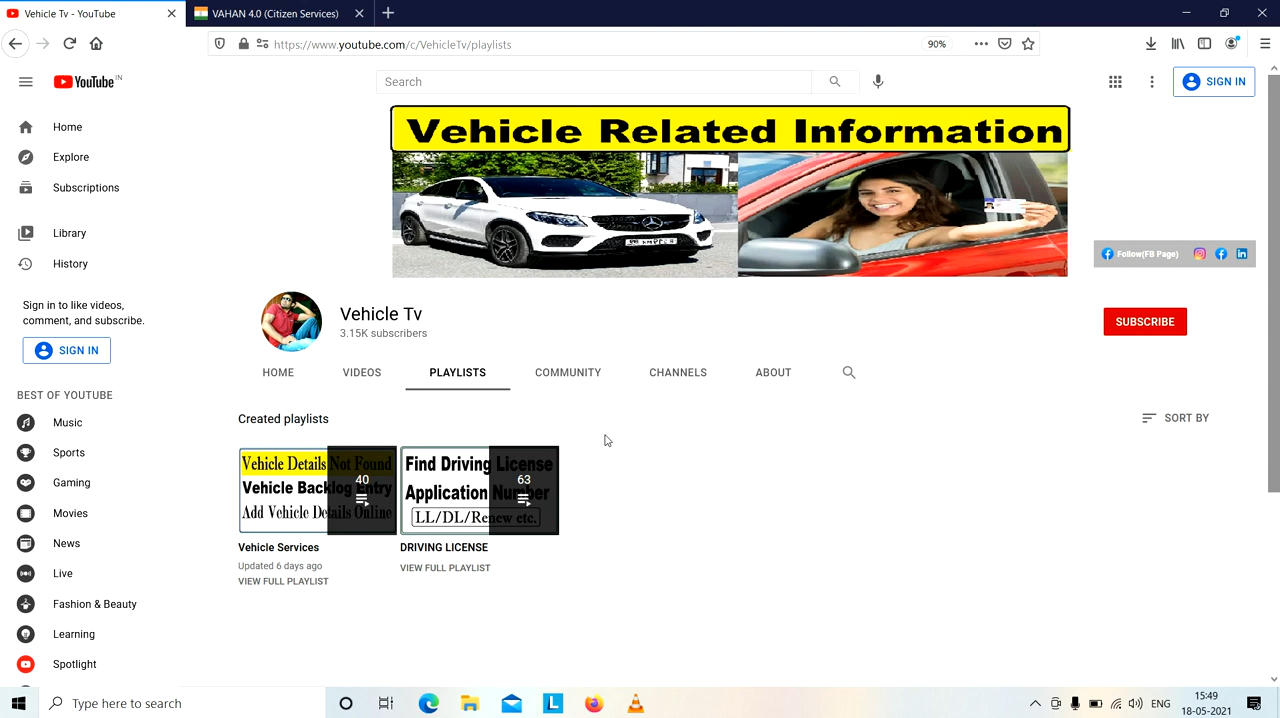 Vehicle Tv - YouTube
VAHAN 4.0 (Citizen Services)
https://www.youtube.com/c/VehicleTv/playlists
90%
YouTube IN
Search
SIGN IN
Home
Explore
Subscriptions
Library
History
Sign in to like videos,
comment, and subscribe.
SIGN IN
BEST OF YOUTUBE
Music
Sports
Gaming
Movies
News
Live
Fashion & Beauty
Learning
Spotlight
Vehicle Related Information
Follow(FB Page)
Vehicle Tv
3.15K subscribers
SUBSCRIBE
HOME
VIDEOS
PLAYLISTS
COMMUNITY
CHANNELS
ABOUT
Created playlists
SORT BY
Vehicle Details Not Found
Vehicle Backlog Entry
Add Vehicle Details Online
40
Vehicle Services
Updated 6 days ago
VIEW FULL PLAYLIST
Find Driving License
Application Number
LL/DL/Renew etc.
63
DRIVING LICENSE
VIEW FULL PLAYLIST
Type here to search
L
ENG
15:49
18-05-2021